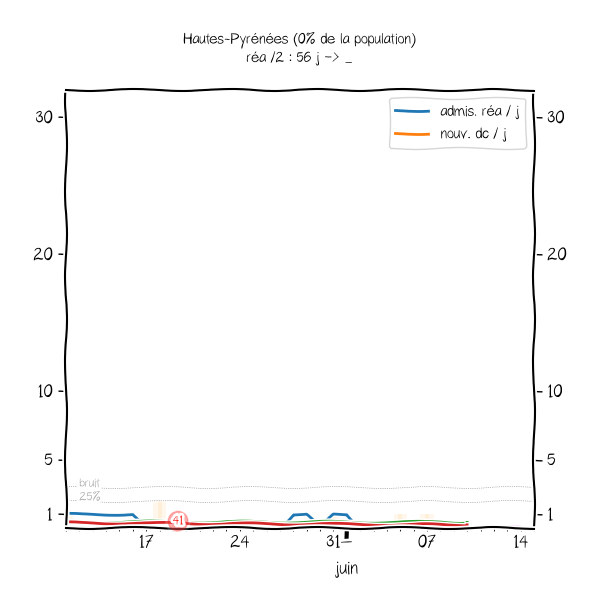 Hautes-Pyrénées (0% de la population)
réa /2 : 56 j -> _
admis. réa / j
nouv. dc / j
30 30
20 20
10 10
5 5
bruit
25%
1 1
41
17 24 31 07 14
juin